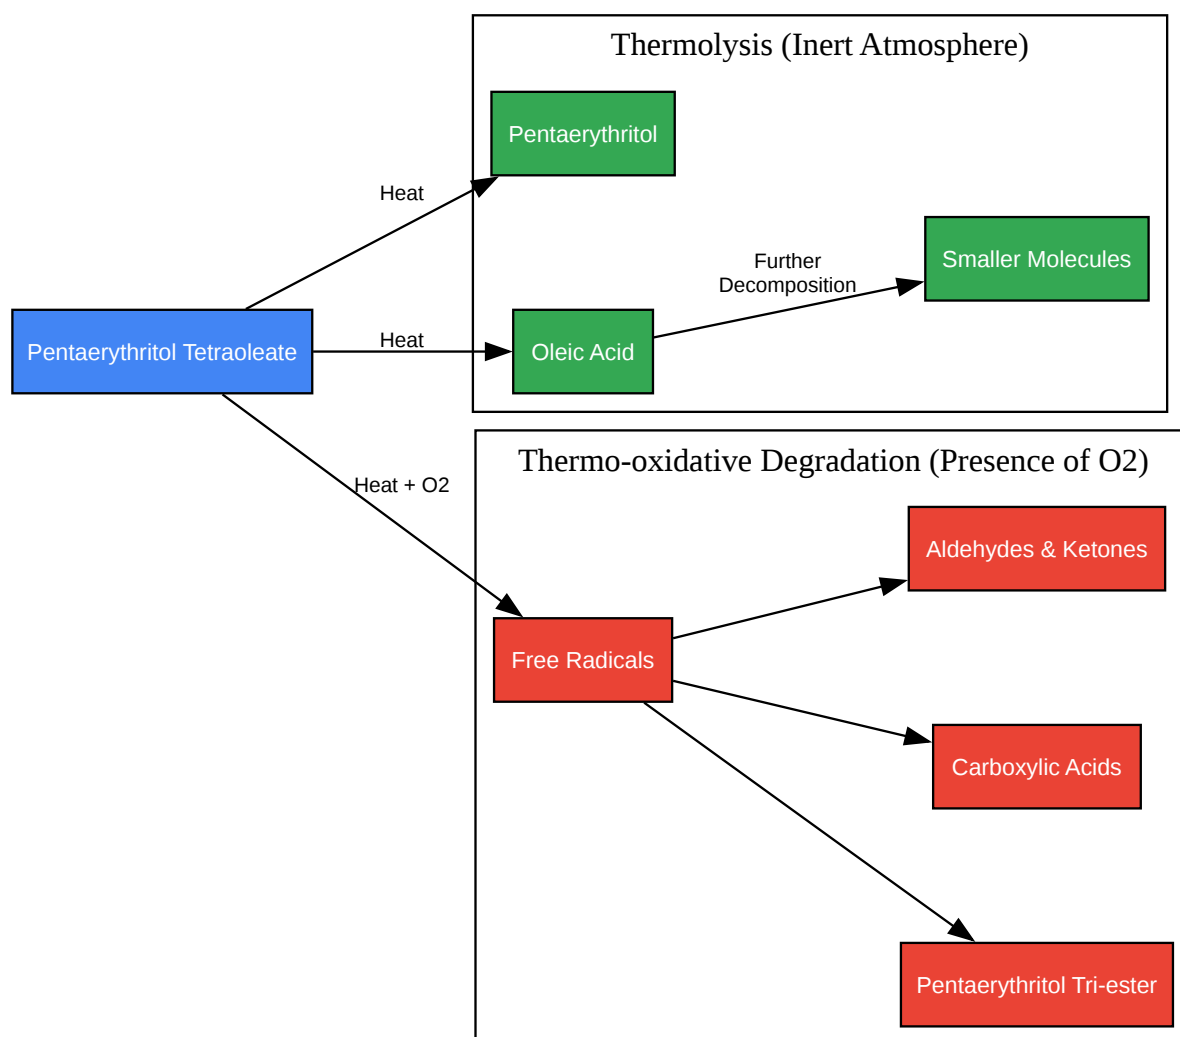 Thermolysis (Inert Atmosphere)
Pentaerythritol
Heat
Smaller Molecules
Further
Decomposition
Pentaerythritol Tetraoleate
Heat
Oleic Acid
Thermo-oxidative Degradation (Presence of O2)
Heat + O2
Aldehydes & Ketones
Free Radicals
Carboxylic Acids
Pentaerythritol Tri-ester